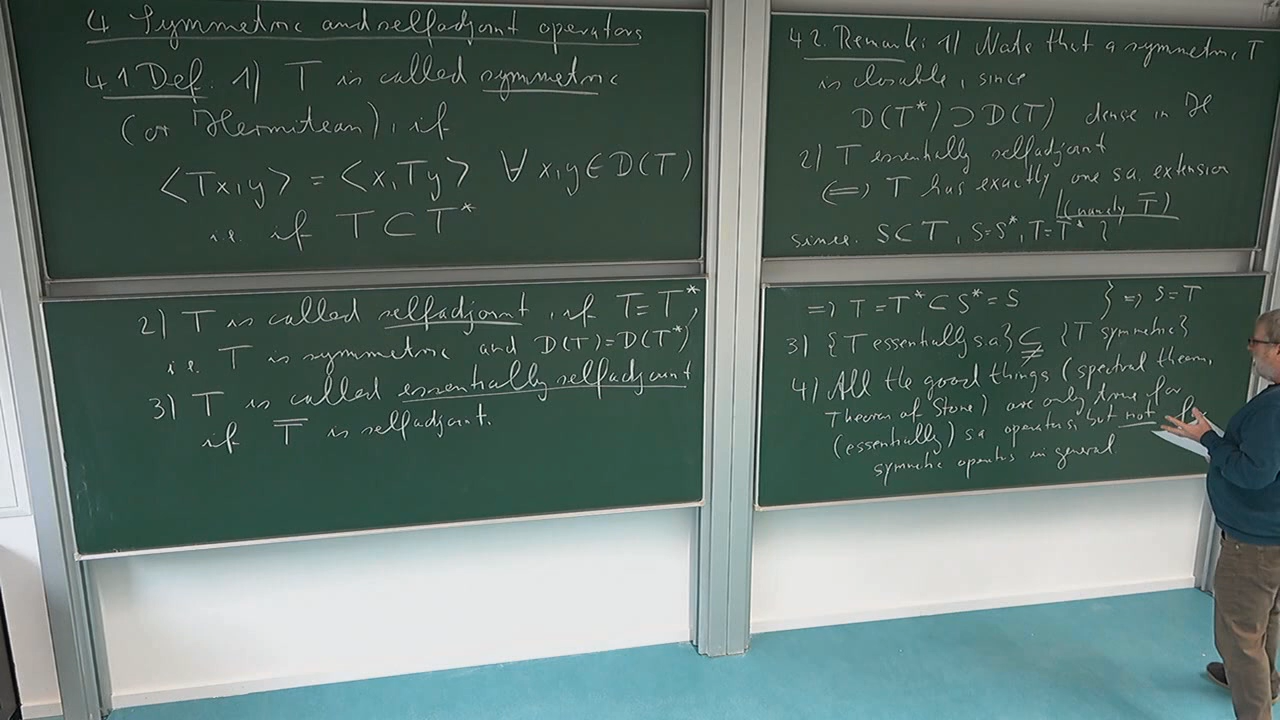 4 Symmetric and selfadjoint operators
4.1 Def. 1) T is called symmetric
(or Hermitean), if
<Tx,y> = <x,Ty> ∀ x,y ∈ D(T)
i.e. if T ⊂ T*
2) T is called selfadjoint, if T = T*,
i.e. T is symmetric and D(T) = D(T*)
3) T is called essentially selfadjoint
if T̅ is selfadjoint.
4.2. Remark: 1) Note that a symmetric T
is closable, since
D(T*) ⊃ D(T) dense in ℋ
2) T essentially selfadjoint
(⇔) T has exactly one s.a. extension
(namely T̅)
since: S ⊂ T, S = S*, T = T* }
⇒ T = T* ⊂ S* = S } ⇒ S = T
3) {T essentially s.a} ⊊ {T symmetric}
4) All the good things (spectral theorem,
Theorem of Stone) are only true for
(essentially) s.a operators, but not for
symmetric operators in general